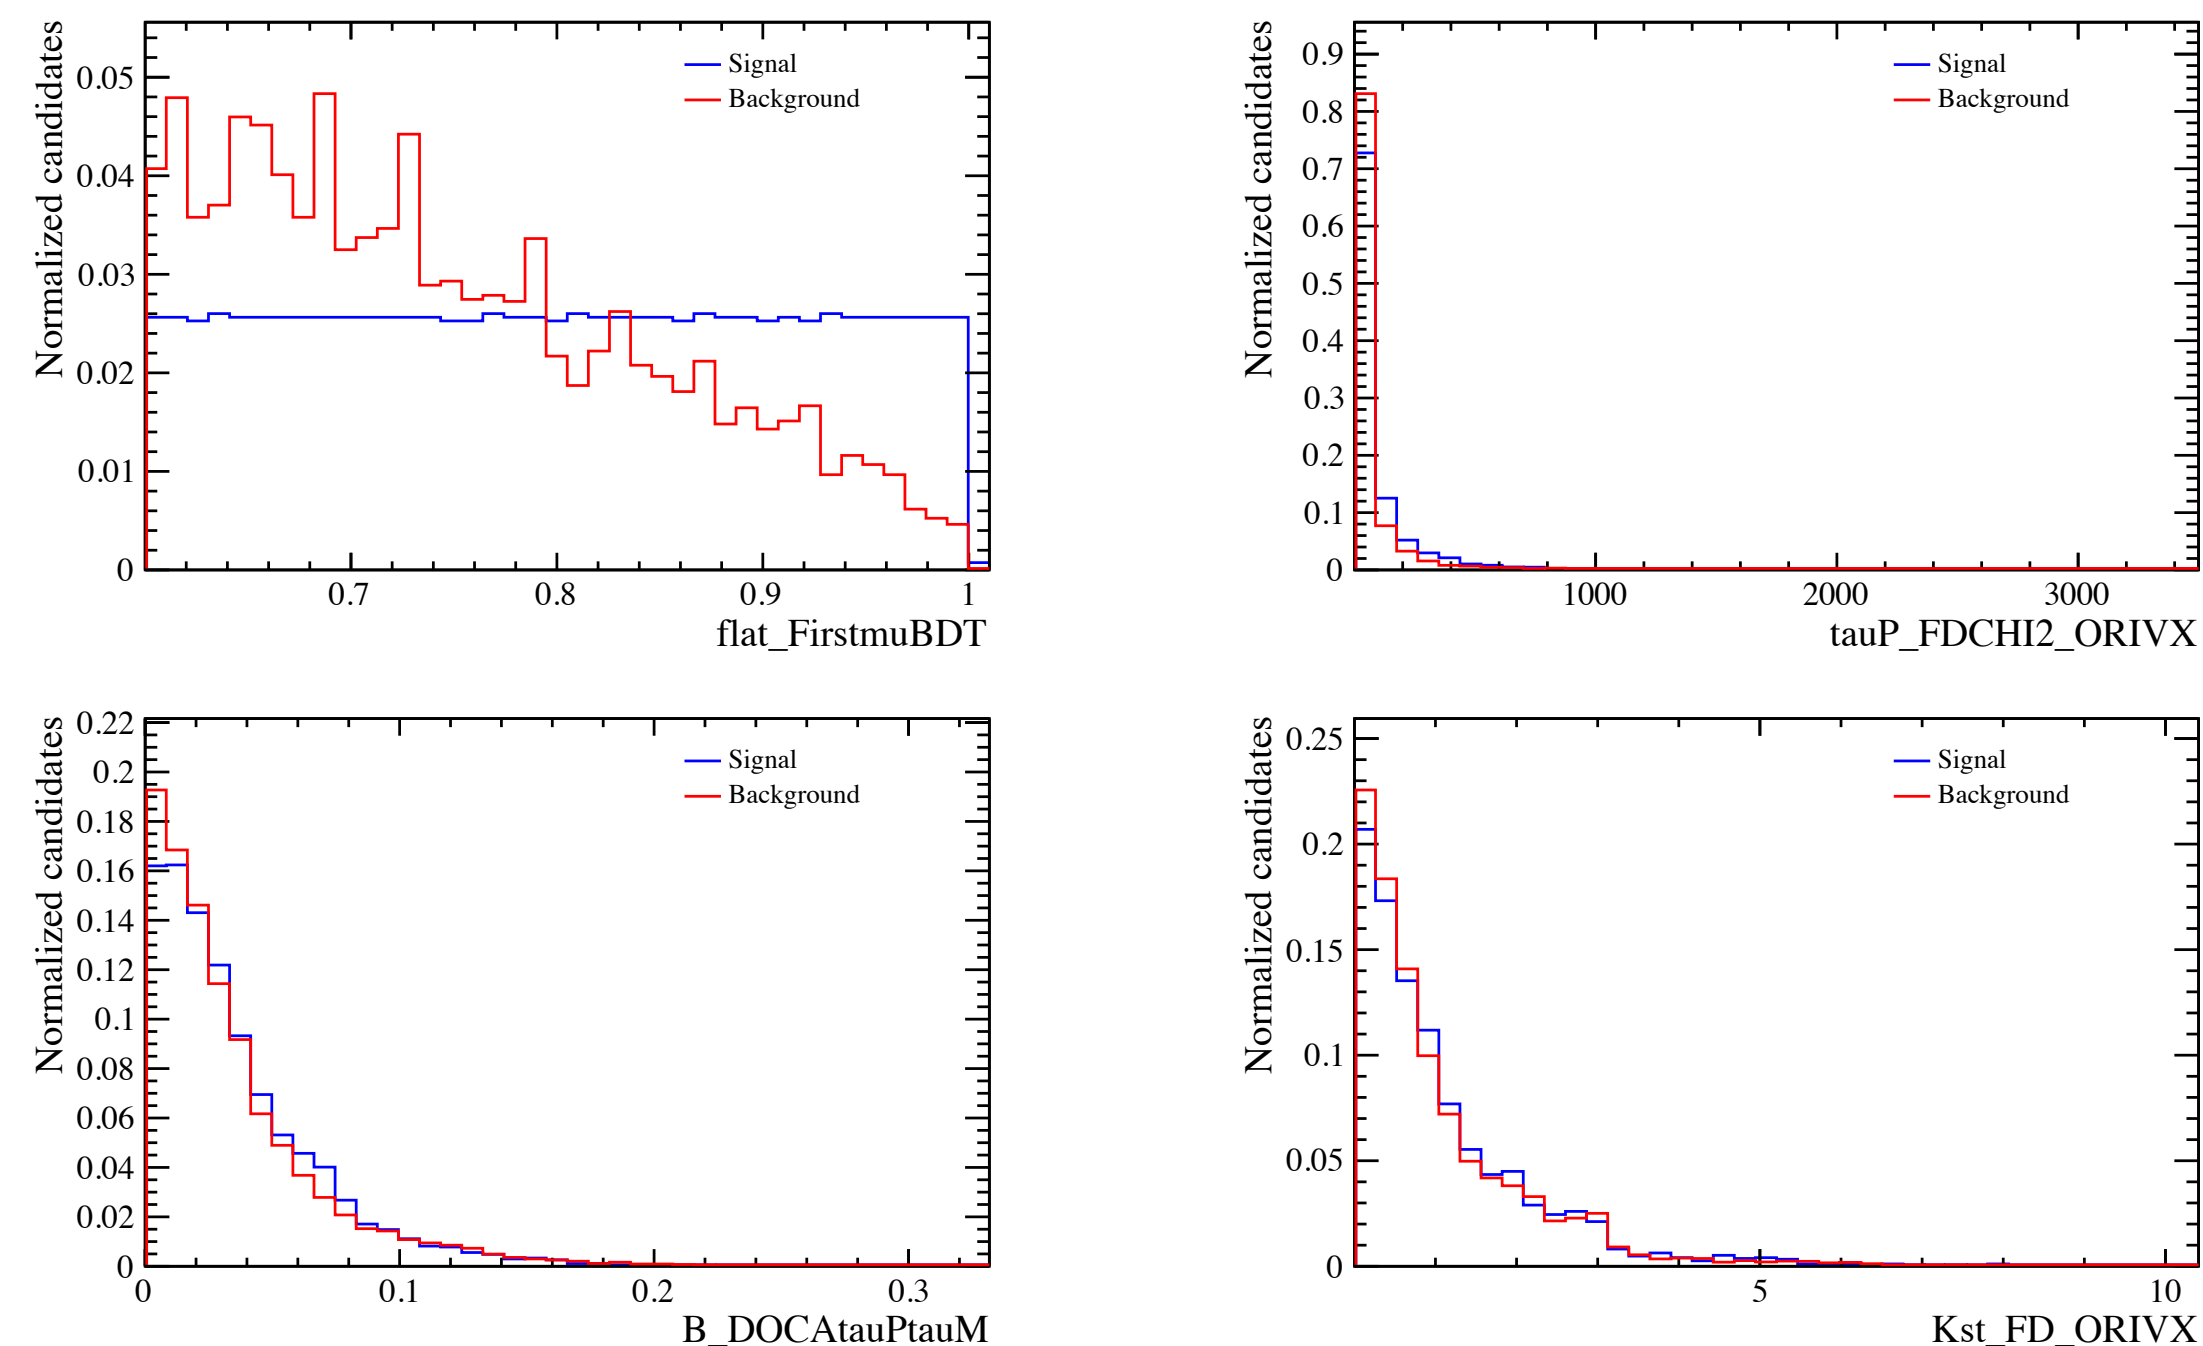 Normalized candidates
0.05
0.04
0.03
0.02
0.01
0
Signal
Background
0.7 0.8 0.9 1
flat_FirstmuBDT
Normalized candidates
0.9
0.8
0.7
0.6
0.5
0.4
0.3
0.2
0.1
0
Signal
Background
1000 2000 3000
tauP_FDCHI2_ORIVX
Normalized candidates
0.22
0.2
0.18
0.16
0.14
0.12
0.1
0.08
0.06
0.04
0.02
0
Signal
Background
0 0.1 0.2 0.3
B_DOCAtauPtauM
Normalized candidates
0.25
0.2
0.15
0.1
0.05
0
Signal
Background
5 10
Kst_FD_ORIVX